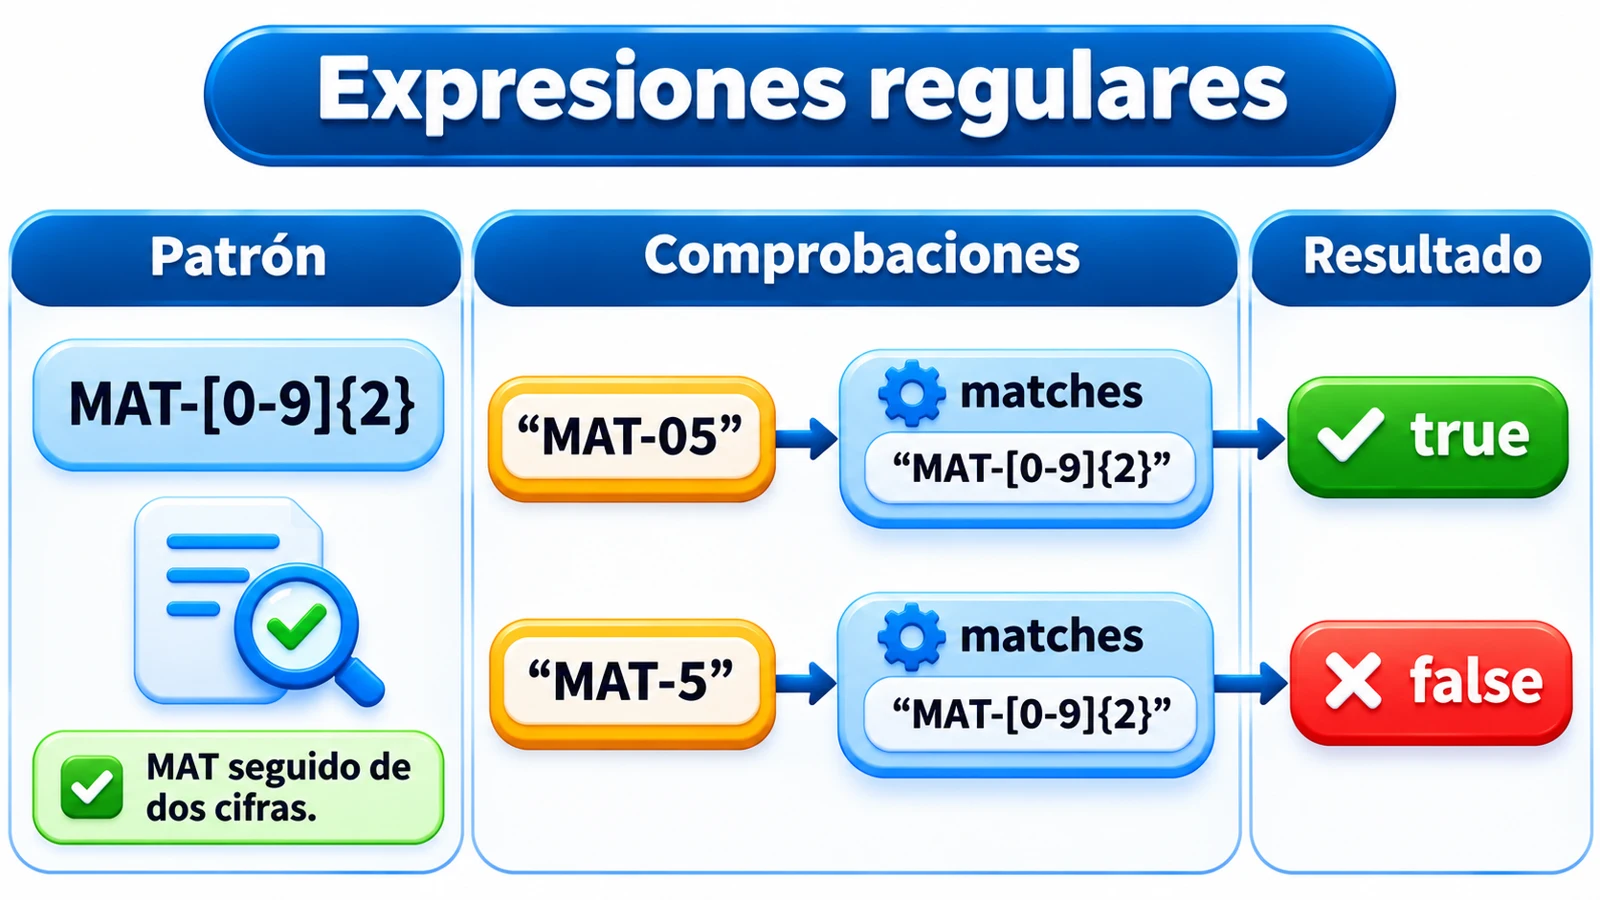 Expresiones regulares
Patrón
MAT-[0-9]{2}
MAT seguido de
dos cifras.
Comprobaciones
“MAT-05”
matches
“MAT-[0-9]{2}”
“MAT-5”
matches
“MAT-[0-9]{2}”
Resultado
true
false